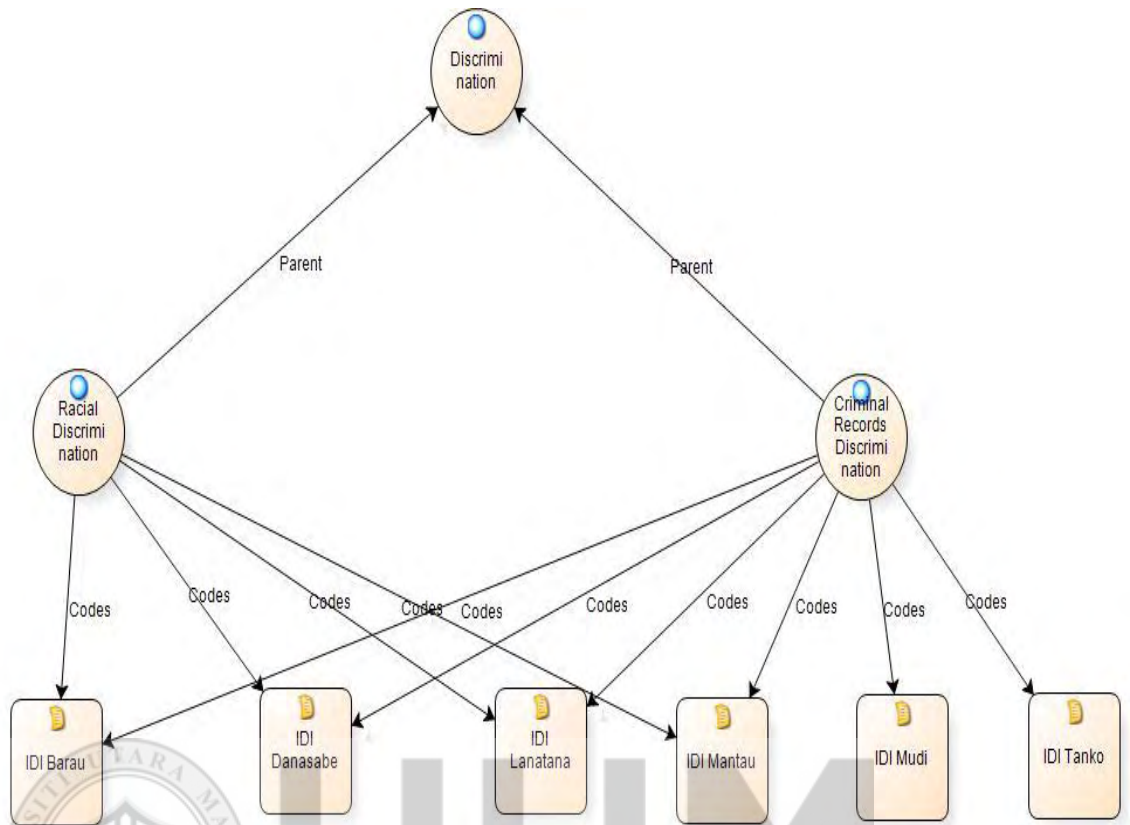 Discrimi
nation
Parent
Parent
Racial
Discrimi
nation
Criminal
Records
Discrimi
nation
Codes
Codes
Codes
Codes
Codes
Codes
Codes
Codes
Codes
Codes
IDI Barau
IDI
Danasabe
IDI
Lanatana
IDI Mantau
IDI Mudi
IDI Tanko